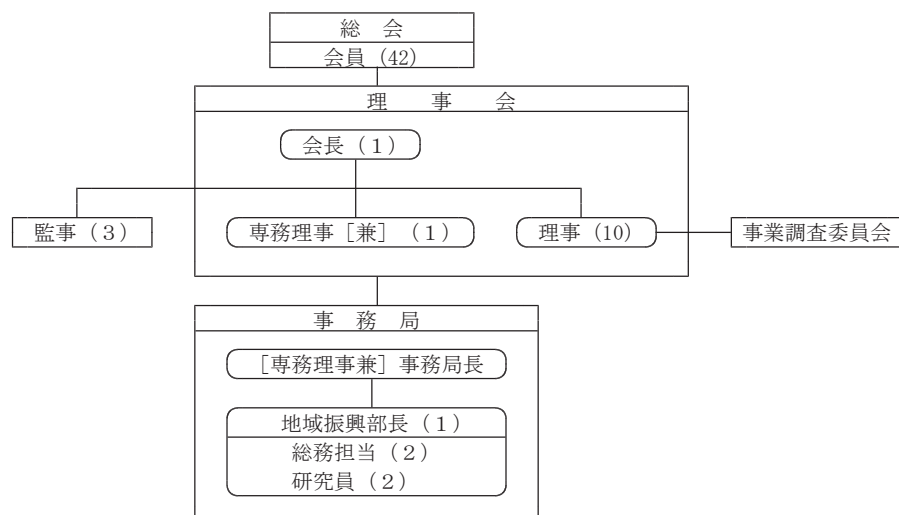 総　会
会員（42）
理　事　会
会長（１）
監事（３）
専務理事［兼］（１）
理事（10）
事業調査委員会
事　務　局
［専務理事兼］事務局長
地域振興部長（１）
総務担当（２）
研究員（２）